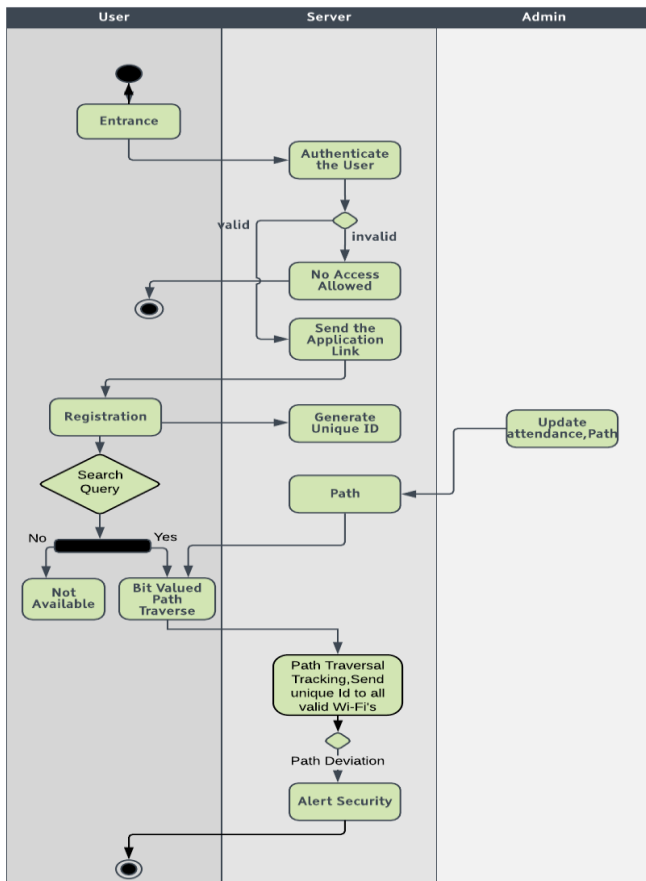 User
Server
Admin
Entrance
Authenticate
the User
valid
invalid
No Access
Allowed
Send the
Application
Link
Registration
Generate
Unique ID
Update
attendance,Path
Search
Query
Path
No
Yes
Not
Available
Bit Valued
Path
Traverse
Path Traversal
Tracking,Send
unique Id to all
valid Wi-Fi's
Path Deviation
Alert Security